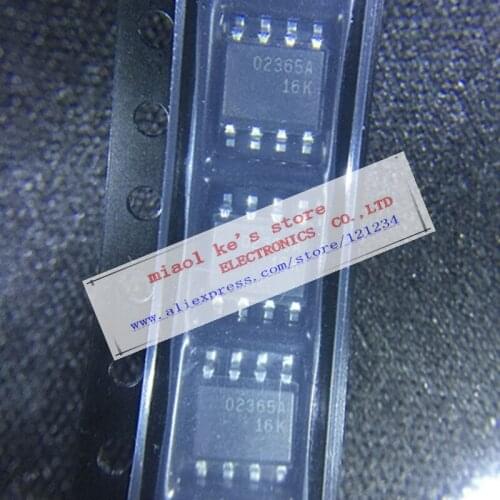 02365A
16K
miaol ke's store
ELECTRONICS CO.,LTD
www.aliexpress.com/store/121234
02365A
16K